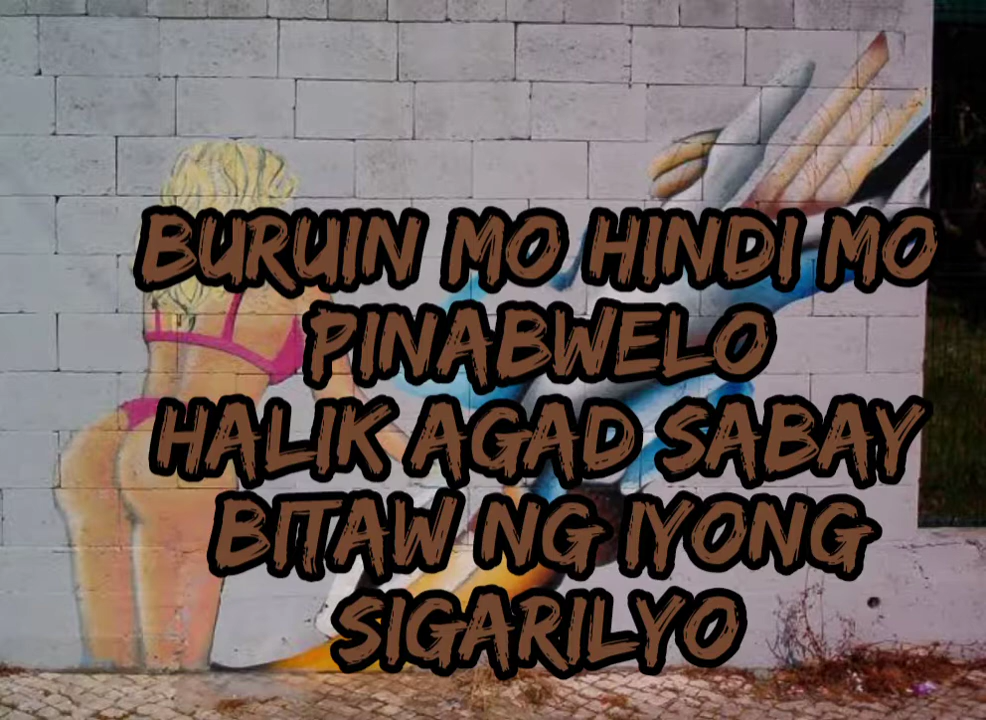 BURUIN MO HINDI MO
PINABWELO
HALIK AGAD SABAY
BITAW NG IYONG
SIGARILYO